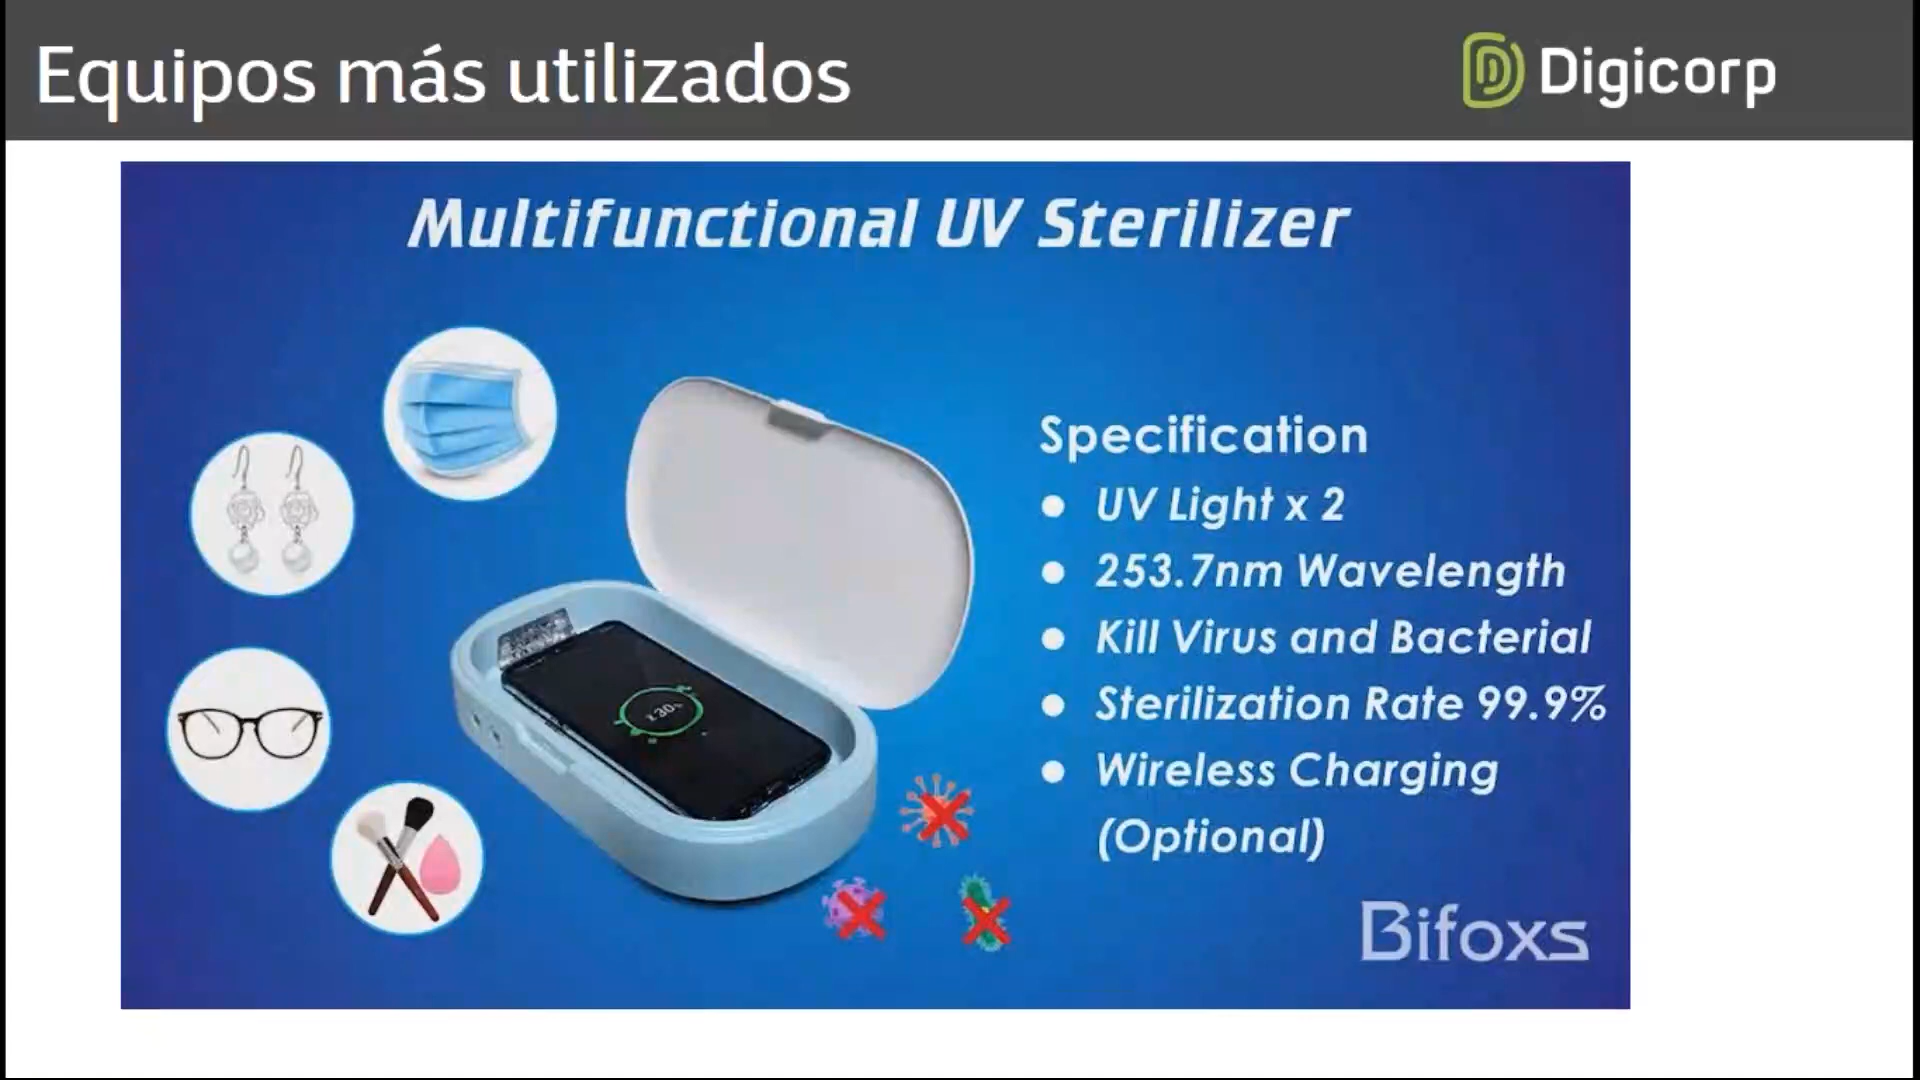 Equipos más utilizados
Digicorp
Multifunctional UV Sterilizer
Specification
• UV Light x 2
• 253.7nm Wavelength
• Kill Virus and Bacterial
• Sterilization Rate 99.9%
• Wireless Charging
(Optional)
Bifoxs